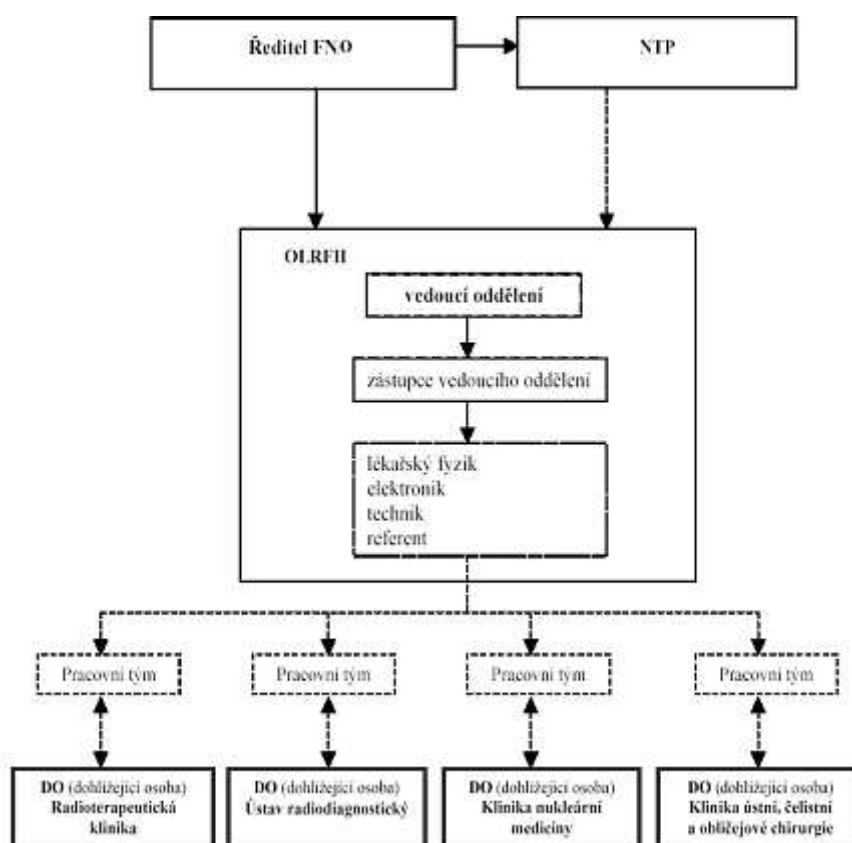 Ředitel FNO
NTP
OLRFII
vedoucí oddělení
zástupce vedoucího oddělení
lékařský fyzik
elektronik
technik
referent
Pracovní tým
Pracovní tým
Pracovní tým
Pracovní tým
DO (dohlížející osoba)
Radioterapeutická
klinika
DO (dohlížející osoba)
Ústav radiodiagnostický
DO (dohlížející osoba)
Klinika nukleární
medicíny
DO (dohlížející osoba)
Klinika ústní, čelistní
a obličejové chirurgie